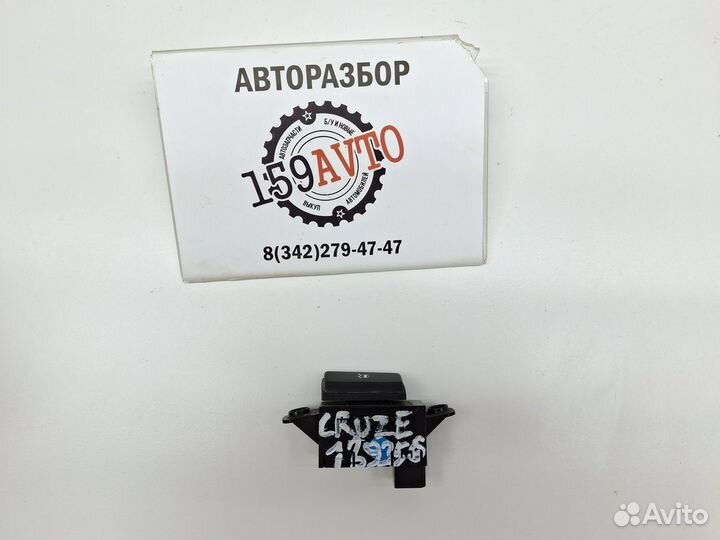 АВТОРАЗБОР
АВТОЗАПЧАСТИ
Б/У И НОВЫЕ
159AVTO
ВЫКУП
АВТОМОБИЛЕЙ
8(342)279-47-47
CRUZE
Avito